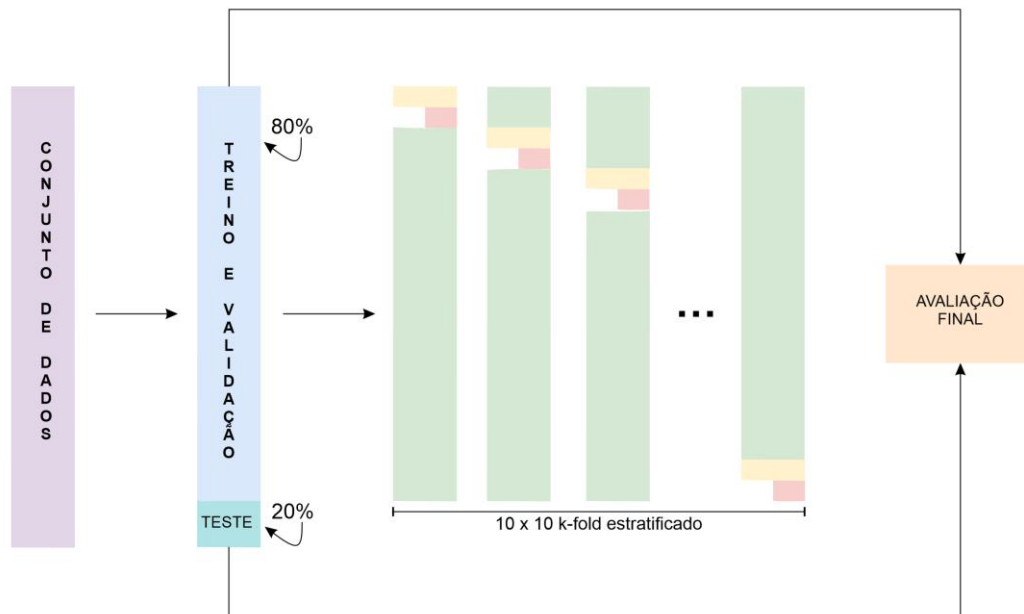 CONJUNTO DE DADOS
TREINO E VALIDAÇÃO
80%
TESTE
20%
...
10 x 10 k-fold estratificado
AVALIAÇÃO
FINAL